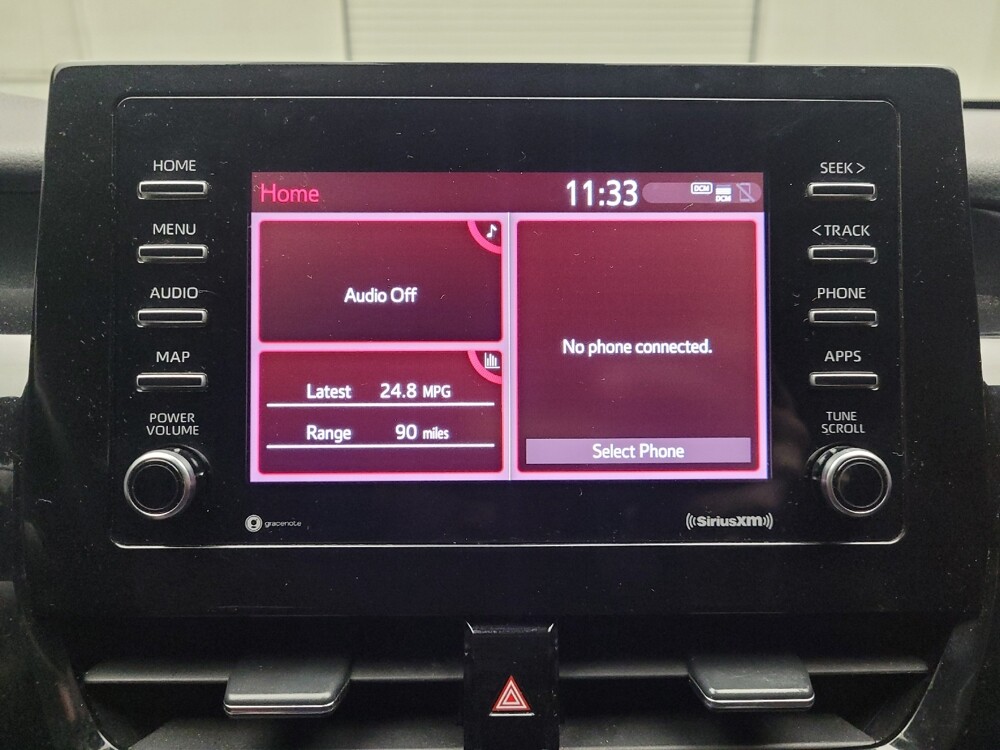 HOME
MENU
AUDIO
MAP
POWER
VOLUME
Home
11:33
DCM
DCM
Audio Off
Latest 24.8 MPG
Range 90 miles
No phone connected.
Select Phone
SEEK >
< TRACK
PHONE
APPS
TUNE
SCROLL
gracenote
((SiriusXM))